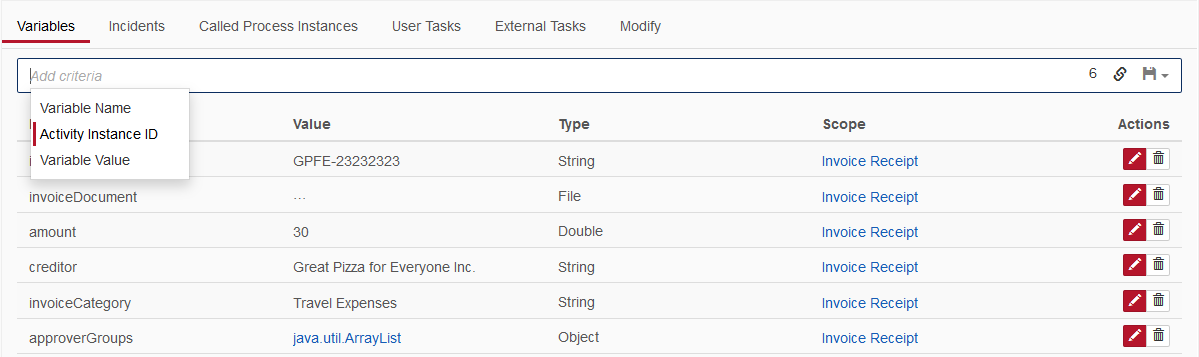 Variables Incidents Called Process Instances User Tasks External Tasks Modify
Add criteria 6
Variable Name
Activity Instance ID
Variable Value
Value Type Scope Actions
GPFE-23232323 String Invoice Receipt
invoiceDocument ... File Invoice Receipt
amount 30 Double Invoice Receipt
creditor Great Pizza for Everyone Inc. String Invoice Receipt
invoiceCategory Travel Expenses String Invoice Receipt
approverGroups java.util.ArrayList Object Invoice Receipt